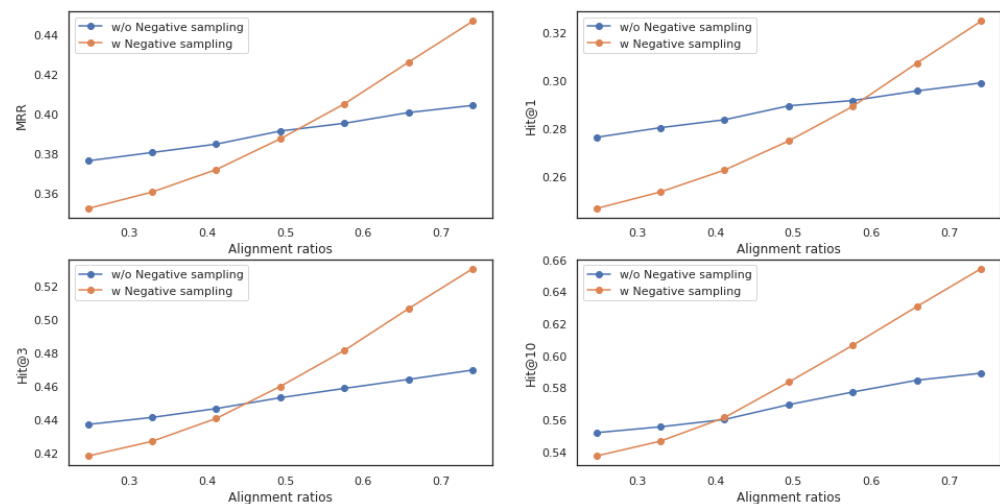 w/o Negative sampling
w Negative sampling
MRR
0.44
0.42
0.40
0.38
0.36
0.3 0.4 0.5 0.6 0.7
Alignment ratios
w/o Negative sampling
w Negative sampling
Hit@1
0.32
0.30
0.28
0.26
0.3 0.4 0.5 0.6 0.7
Alignment ratios
w/o Negative sampling
w Negative sampling
Hit@3
0.52
0.50
0.48
0.46
0.44
0.42
0.3 0.4 0.5 0.6 0.7
Alignment ratios
w/o Negative sampling
w Negative sampling
Hit@10
0.66
0.64
0.62
0.60
0.58
0.56
0.54
0.3 0.4 0.5 0.6 0.7
Alignment ratios